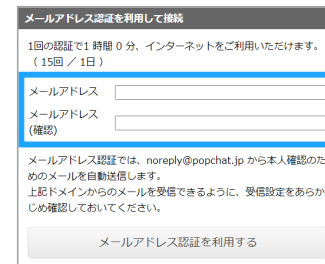 メールアドレス認証を利用して接続
1回の認証で1 時間 0 分、インターネットをご利用いただけます。
（ 15回 ／ 1日 ）
メールアドレス
メールアドレス
(確認)
メールアドレス認証では、noreply@popchat.jp から本人確認のた
めのメールを自動送信します。
上記ドメインからのメールを受信できるように、受信設定をあらか
じめ確認しておいてください。
メールアドレス認証を利用する